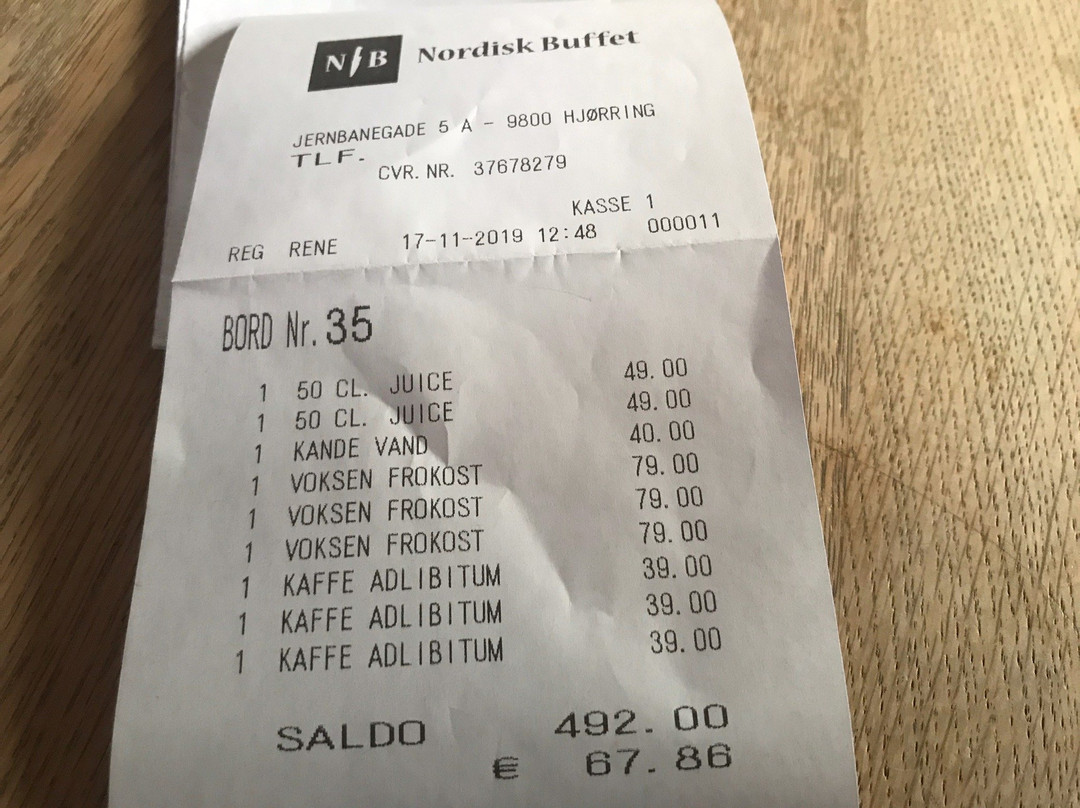 N B Nordisk Buffet
JERNBANEGADE 5 A - 9800 HJØRRING
TLF.
CVR. NR. 37678279
KASSE 1
REG RENE 17-11-2019 12:48 000011
BORD Nr. 35
1 50 CL. JUICE 49.00
1 50 CL. JUICE 49.00
1 KANDE VAND 40.00
1 VOKSEN FROKOST 79.00
1 VOKSEN FROKOST 79.00
1 VOKSEN FROKOST 79.00
1 KAFFE ADLIBITUM 39.00
1 KAFFE ADLIBITUM 39.00
1 KAFFE ADLIBITUM 39.00
SALDO 492.00
€ 67.86